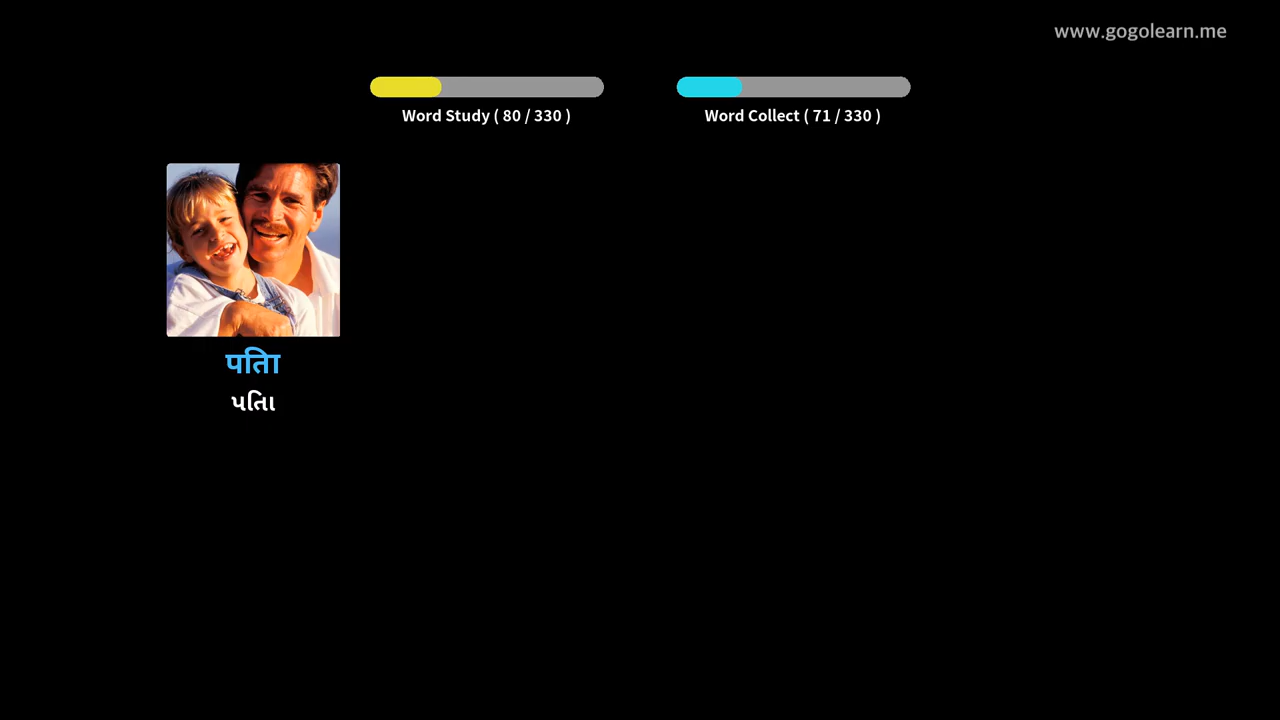 www.gogolearn.me
Word Study ( 80 / 330 )
Word Collect ( 71 / 330 )
पिता
પિતા